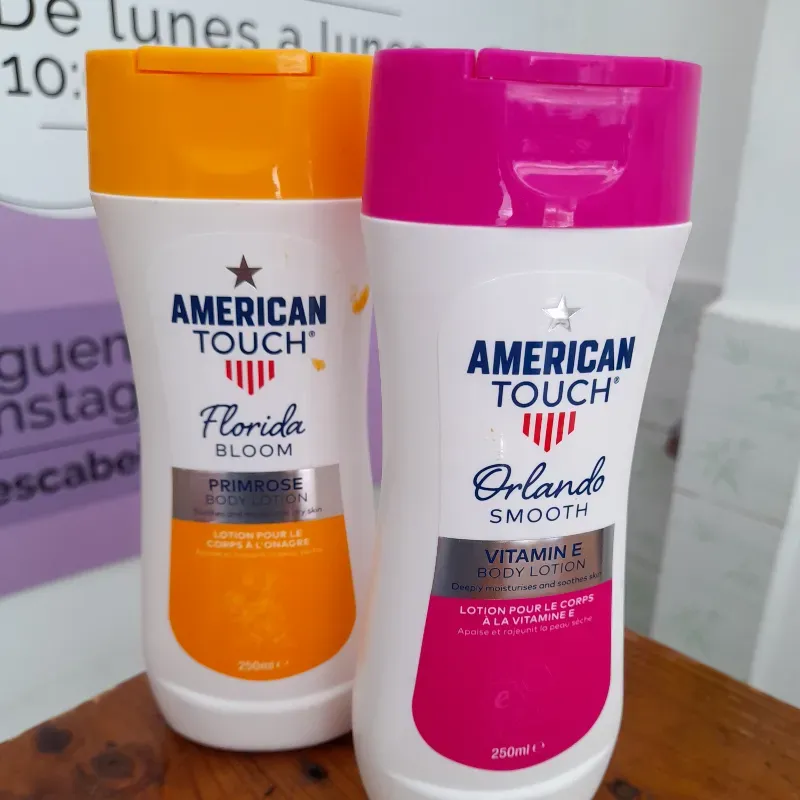 De lunes a lunes
10:
guen
nstag
escabe
AMERICAN
TOUCH®
Florida
BLOOM
PRIMROSE
BODY LOTION
LOTION POUR LE
CORPS À L'ONAGRE
250ml
AMERICAN
TOUCH®
Orlando
SMOOTH
VITAMIN E
BODY LOTION
Deeply moisturises and soothes skin
LOTION POUR LE CORPS
À LA VITAMINE E
Apaise et rajeunit la peau sèche
250ml